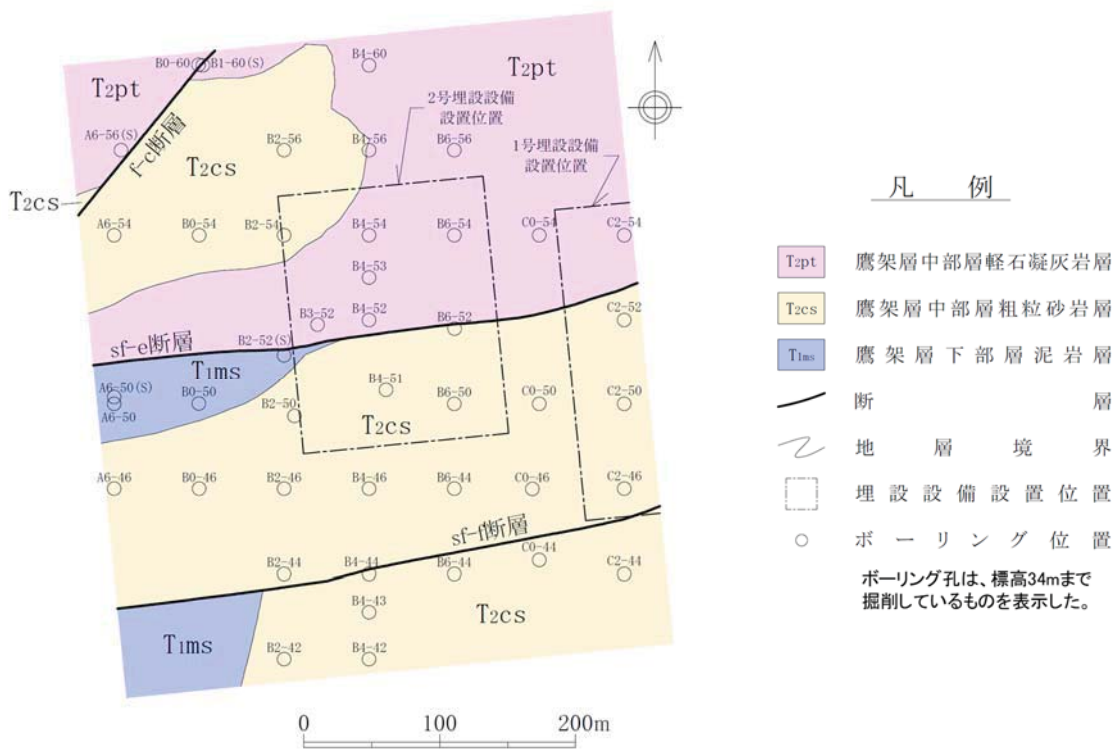 B0-60
B1-60(S)
B4-60
T2pt
T2pt
2号埋設設備
設置位置
1号埋設設備
設置位置
A6-56(S)
f-c断層
B2-56
B4-56
B6-56
T2cs
T2cs
A6-54
B0-54
B2-54
B4-54
B6-54
C0-54
C2-54
B4-53
B3-52
B4-52
B6-52
C2-52
sf-e断層
B2-52(S)
T1ms
A6-50(S)
B4-51
A6-50
B0-50
B2-50
B6-50
C0-50
C2-50
T2cs
A6-46
B0-46
B2-46
B4-46
B6-44
C0-46
C2-46
sf-f断層
B2-44
B4-44
B6-44
C0-44
C2-44
B4-43
T2cs
T1ms
B2-42
B4-42
0 100 200m
凡 例
T2pt 鷹架層中部層軽石凝灰岩層
T2cs 鷹架層中部層粗粒砂岩層
T1ms 鷹架層下部層泥岩層
断 層
地 層 境 界
埋 設 設 備 設 置 位 置
ボ ー リ ン グ 位 置
ボーリング孔は、標高34mまで
掘削しているものを表示した。